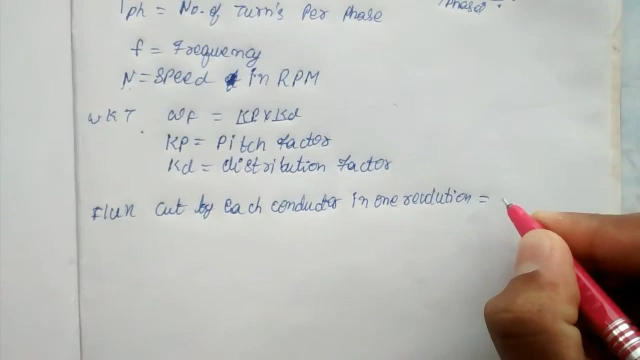 Tph = No. of Turn's Per Phase
Phase?
f = Frequency
N = Speed in RPM
W K T. wf = KP x Kd
KP = Pitch Factor
Kd = distribution Factor
Flux cut by each conductor in one revolution =